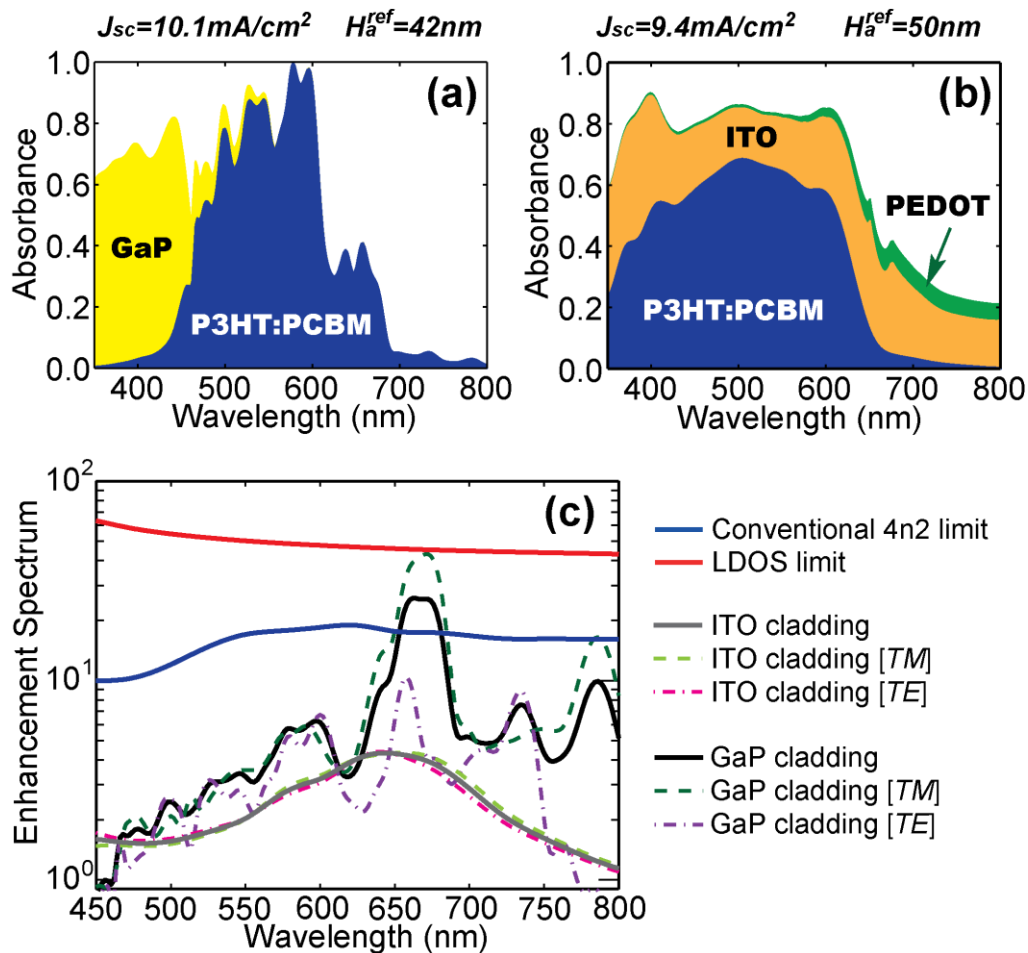 Jsc=10.1mA/cm² Haref=42nm
Jsc=9.4mA/cm² Haref=50nm
(a)
1.0
0.8
0.6
0.4
0.2
0.0
Absorbance
GaP
P3HT:PCBM
400 500 600 700 800
Wavelength (nm)
(b)
1.0
0.8
0.6
0.4
0.2
0.0
Absorbance
ITO
PEDOT
P3HT:PCBM
400 500 600 700 800
Wavelength (nm)
(c)
10²
10¹
10⁰
Enhancement Spectrum
450 500 550 600 650 700 750 800
Wavelength (nm)
Conventional 4n2 limit
LDOS limit
ITO cladding
ITO cladding [TM]
ITO cladding [TE]
GaP cladding
GaP cladding [TM]
GaP cladding [TE]